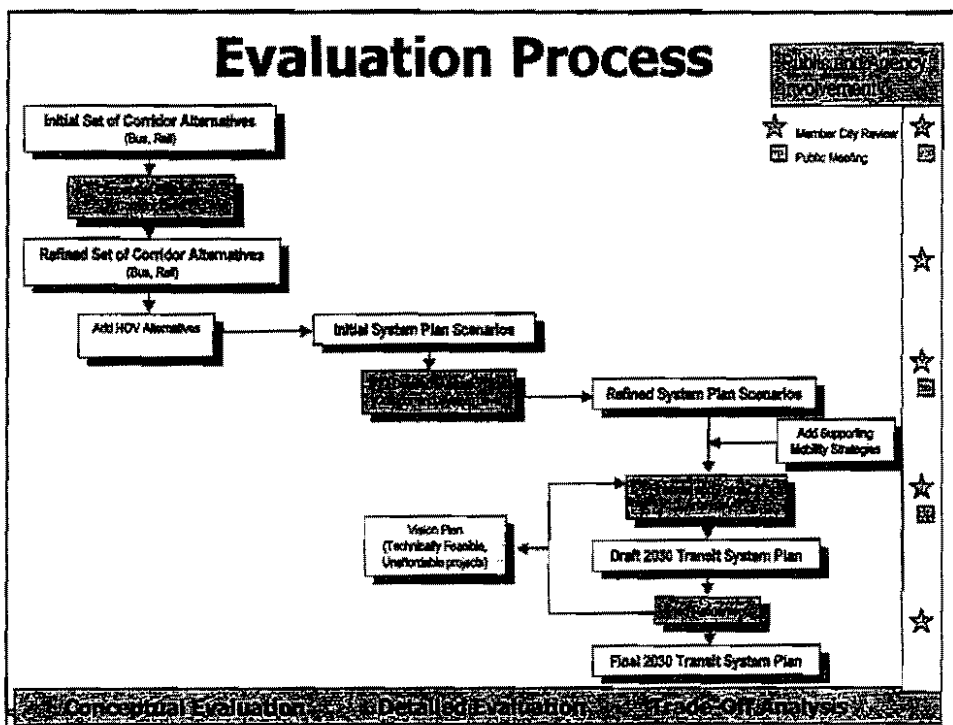 Evaluation Process
Public and Agency
Involvement
Member City Review
Public Meeting
Initial Set of Corridor Alternatives
(Bus, Rail)
Refined Set of Corridor Alternatives
(Bus, Rail)
Add HOV Alternatives
Initial System Plan Scenarios
Refined System Plan Scenarios
Add Supporting
Mobility Strategies
Vision Plan
(Technically Feasible,
Unaffordable projects)
Draft 2030 Transit System Plan
Final 2030 Transit System Plan
Conceptual Evaluation
Detailed Evaluation
Trade-Off Analysis